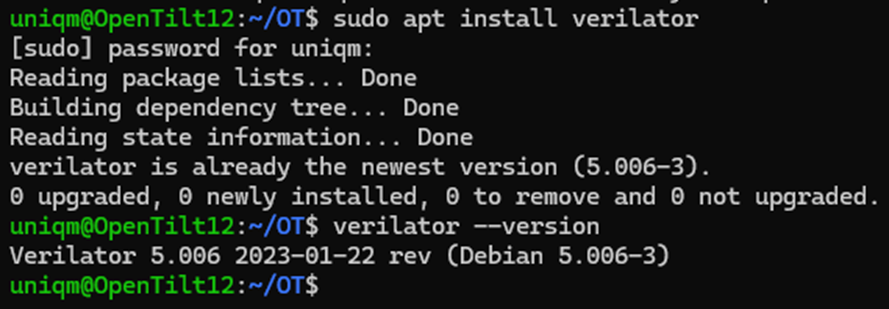 uniqm@OpenTilt12:~/OT$ sudo apt install verilator
[sudo] password for uniqm:
Reading package lists... Done
Building dependency tree... Done
Reading state information... Done
verilator is already the newest version (5.006-3).
0 upgraded, 0 newly installed, 0 to remove and 0 not upgraded.
uniqm@OpenTilt12:~/OT$ verilator --version
Verilator 5.006 2023-01-22 rev (Debian 5.006-3)
uniqm@OpenTilt12:~/OT$